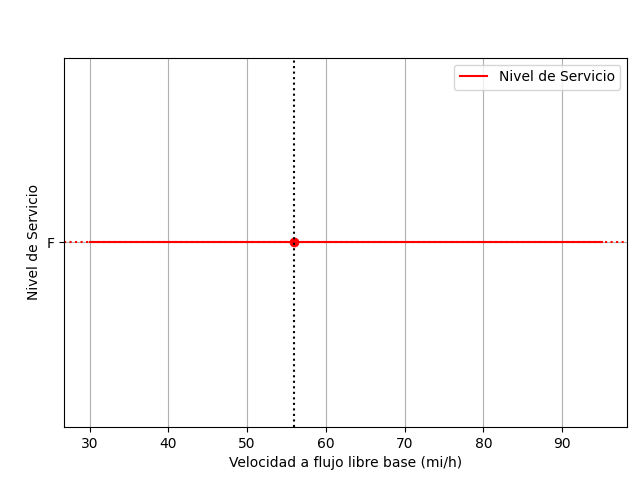 Nivel de Servicio
Nivel de Servicio
F
30 40 50 60 70 80 90
Velocidad a flujo libre base (mi/h)